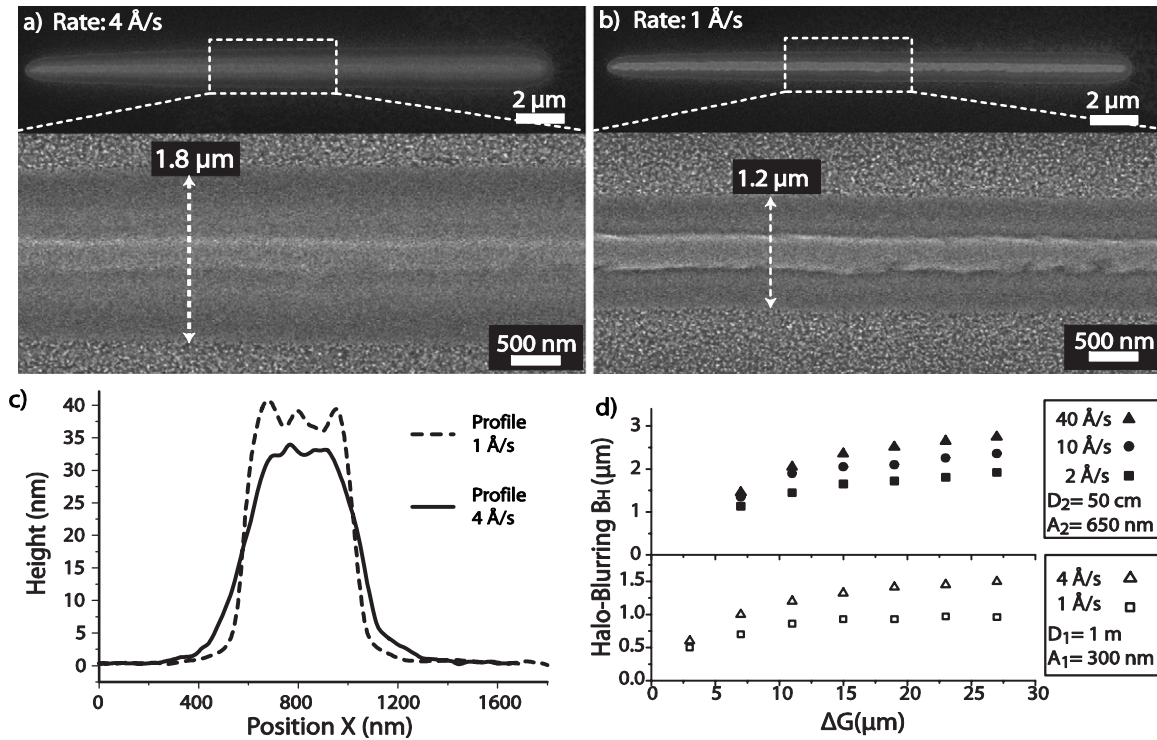 a) Rate: 4 Å/s
2 µm
1.8 µm
500 nm
b) Rate: 1 Å/s
2 µm
1.2 µm
500 nm
c)
Height (nm)
40
35
30
25
20
15
10
5
0
0 400 800 1200 1600
Position X (nm)
Profile
1 Å/s
Profile
4 Å/s
d)
Halo-Blurring BH (µm)
3
2
1
0
1.5
1.0
0.5
0.0
0 5 10 15 20 25 30
ΔG(µm)
40 Å/s
10 Å/s
2 Å/s
D2= 50 cm
A2= 650 nm
4 Å/s
1 Å/s
D1= 1 m
A1= 300 nm